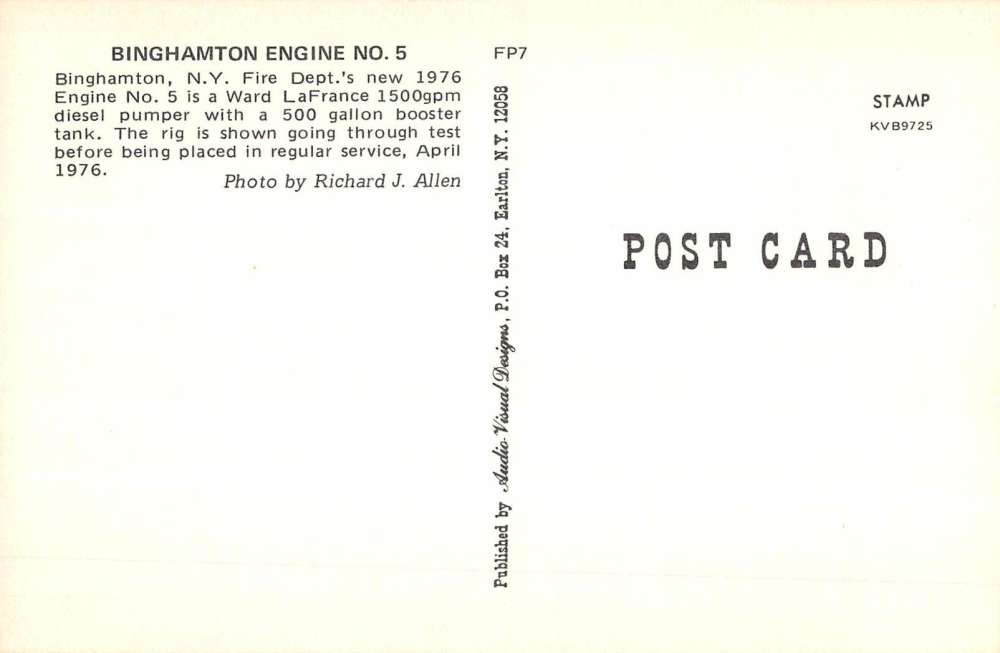 BINGHAMTON ENGINE NO. 5
Binghamton, N.Y. Fire Dept.'s new 1976
Engine No. 5 is a Ward LaFrance 1500gpm
diesel pumper with a 500 gallon booster
tank. The rig is shown going through test
before being placed in regular service, April
1976.
Photo by Richard J. Allen
FP7
Published by Audio-Visual Designs, P.O. Box 24, Earlton, N.Y. 12058
STAMP
KVB9725
POST CARD